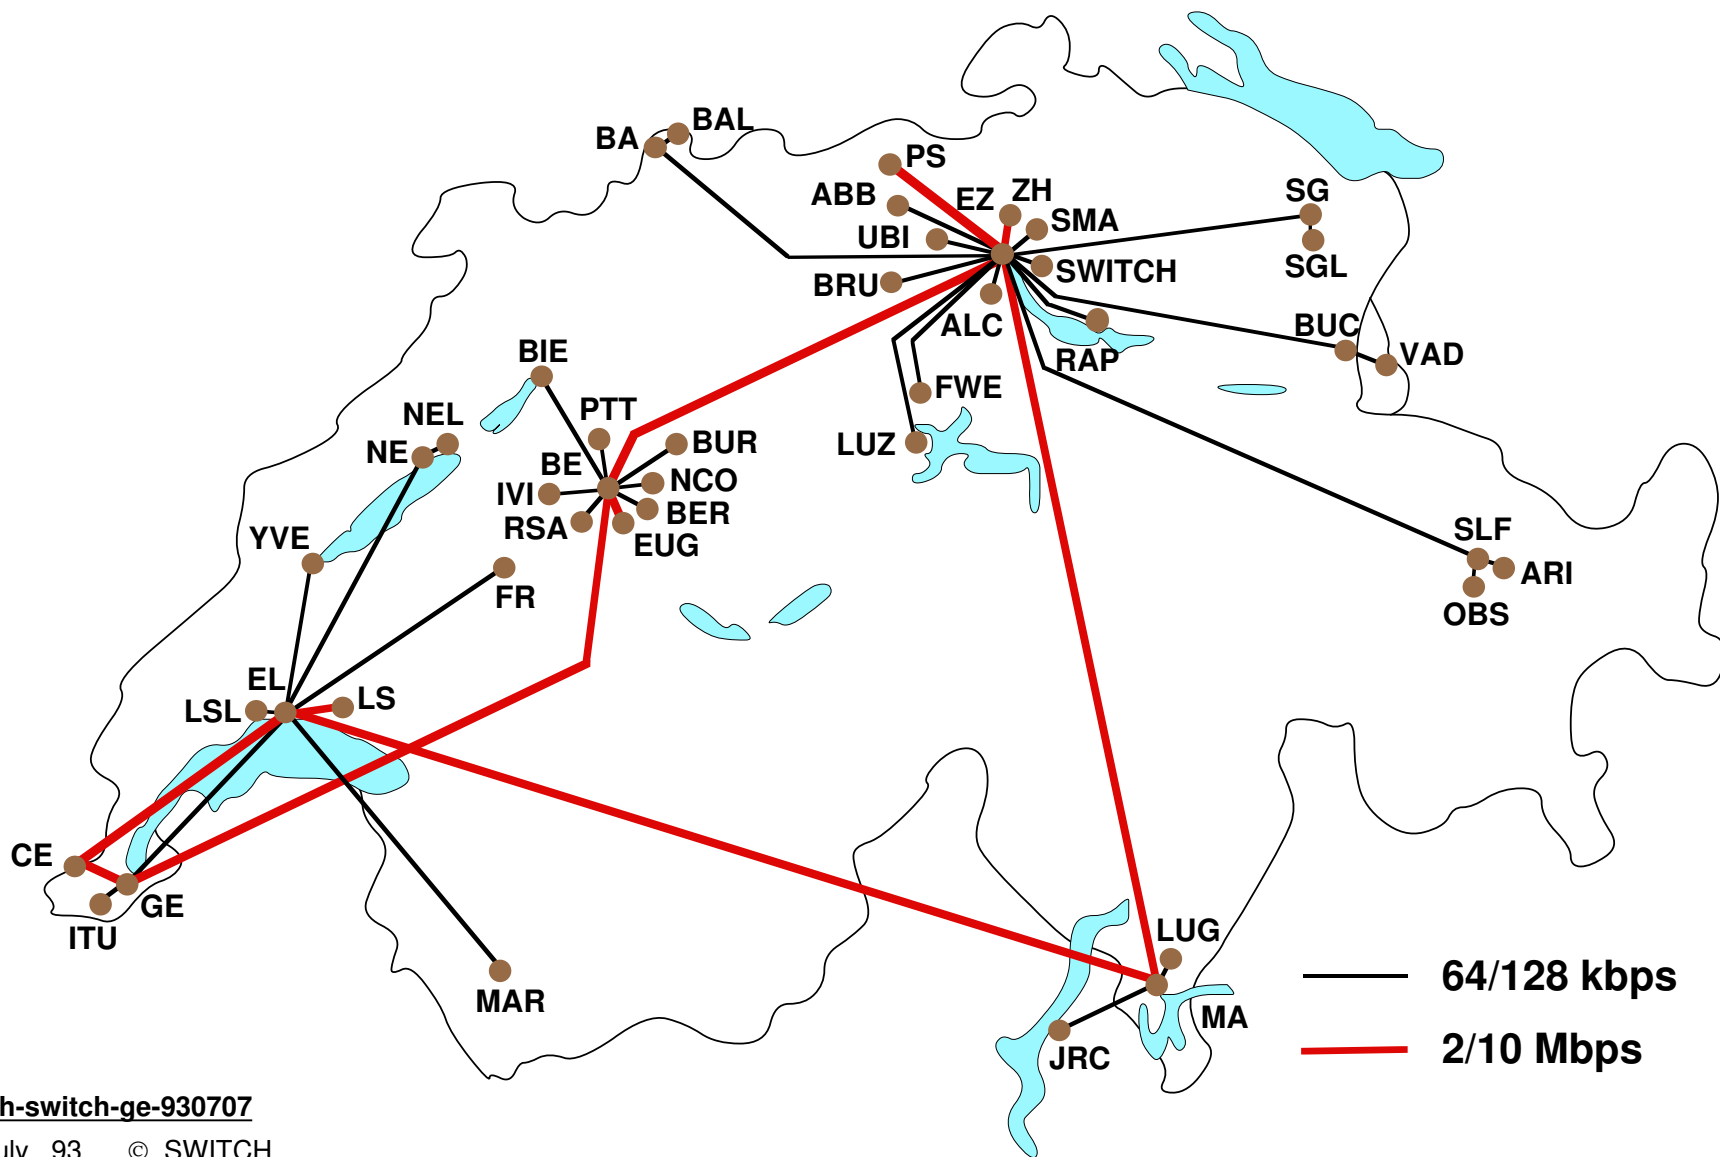 BAL
BA
PS
ABB
EZ
ZH
SMA
UBI
SWITCH
BRU
ALC
RAP
SG
SGL
BUC
VAD
BIE
FWE
LUZ
PTT
NEL
NE
BE
BUR
NCO
IVI
BER
RSA
EUG
YVE
FR
SLF
ARI
OBS
EL
LSL
LS
CE
GE
ITU
MAR
LUG
MA
JRC
64/128 kbps
2/10 Mbps
h-switch-ge-930707
uly 93 © SWITCH